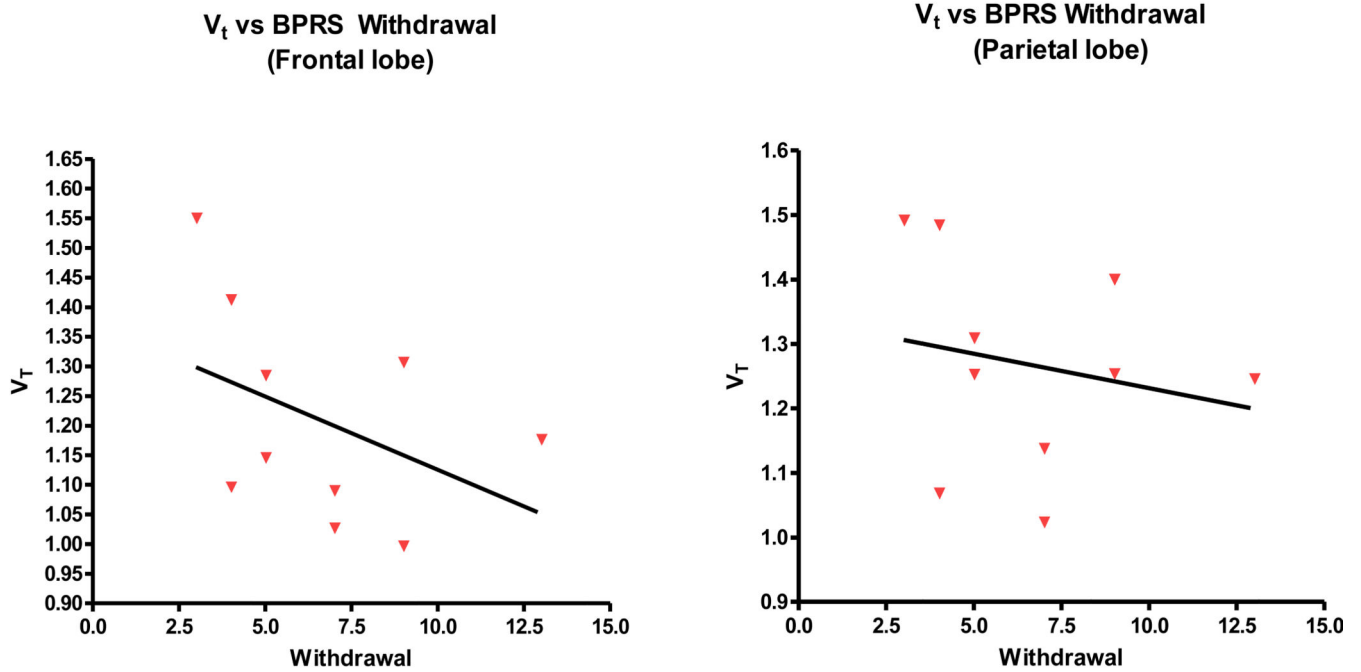 V_t vs BPRS Withdrawal
(Frontal lobe)
1.65
1.60
1.55
1.50
1.45
1.40
1.35
1.30
1.25
1.20
1.15
1.10
1.05
1.00
0.95
0.90
V_T
0.0 2.5 5.0 7.5 10.0 12.5 15.0
Withdrawal
V_t vs BPRS Withdrawal
(Parietal lobe)
1.6
1.5
1.4
1.3
1.2
1.1
1.0
0.9
V_T
0.0 2.5 5.0 7.5 10.0 12.5 15.0
Withdrawal